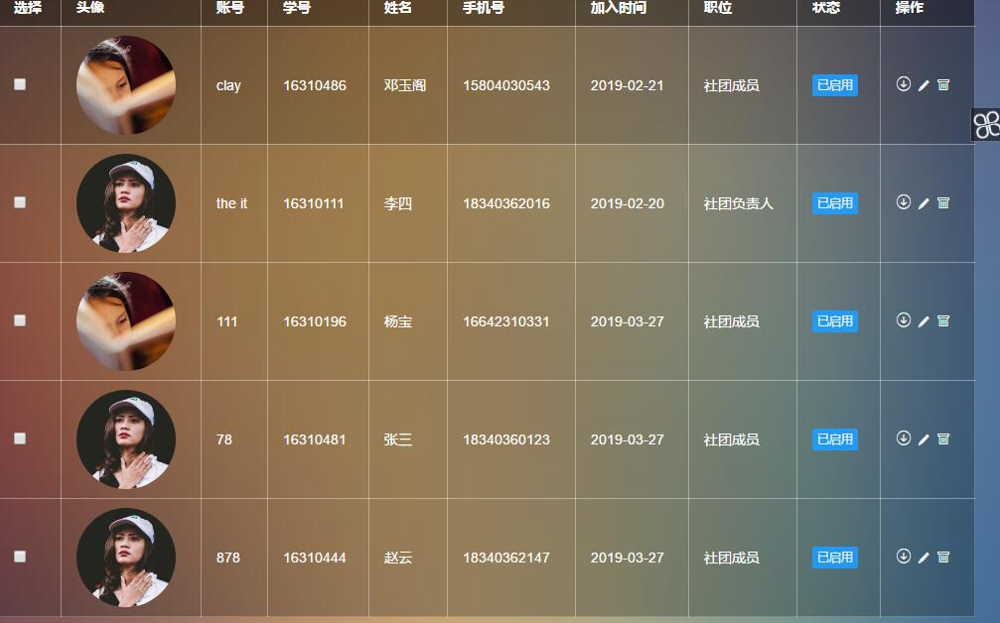 选择 头像 账号 学号 姓名 手机号 加入时间 职位 状态 操作
clay 16310486 邓玉阁 15804030543 2019-02-21 社团成员 已启用
the it 16310111 李四 18340362016 2019-02-20 社团负责人 已启用
111 16310196 杨宝 16642310331 2019-03-27 社团成员 已启用
78 16310481 张三 18340360123 2019-03-27 社团成员 已启用
878 16310444 赵云 18340362147 2019-03-27 社团成员 已启用